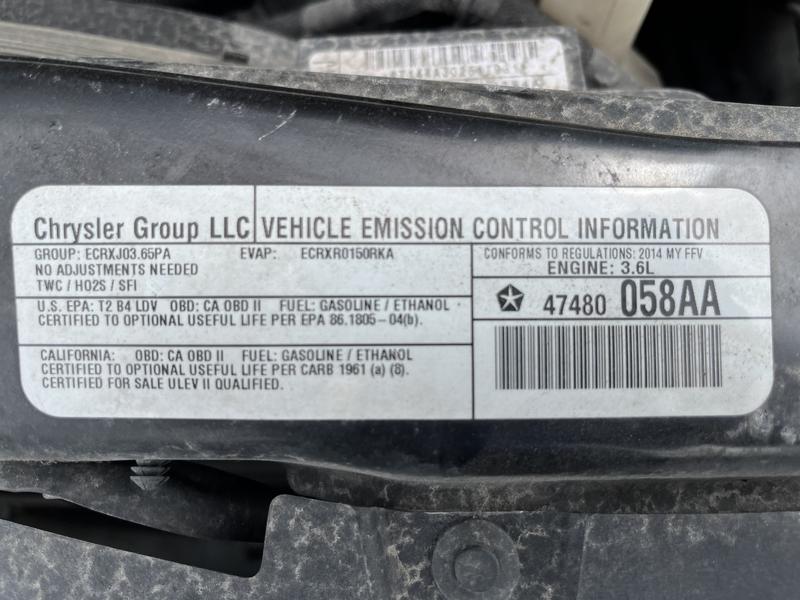 Chrysler Group LLC VEHICLE EMISSION CONTROL INFORMATION
GROUP: ECRXJ03.65PA EVAP: ECRXR0150RKA
NO ADJUSTMENTS NEEDED
TWC / HO2S / SFI
CONFORMS TO REGULATIONS: 2014 MY FFV
ENGINE: 3.6L
U.S. EPA: T2 B4 LDV OBD: CA OBD II FUEL: GASOLINE / ETHANOL
CERTIFIED TO OPTIONAL USEFUL LIFE PER EPA 86.1805-04(b).
47480 058AA
CALIFORNIA: OBD: CA OBD II FUEL: GASOLINE / ETHANOL
CERTIFIED TO OPTIONAL USEFUL LIFE PER CARB 1961 (a) (8).
CERTIFIED FOR SALE ULEV II QUALIFIED.